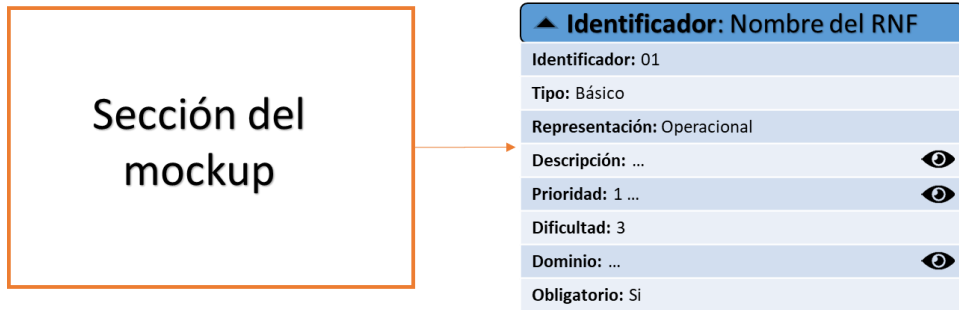 Sección del
mockup
Identificador: Nombre del RNF
Identificador: 01
Tipo: Básico
Representación: Operacional
Descripción: ...
Prioridad: 1 ...
Dificultad: 3
Dominio: ...
Obligatorio: Si